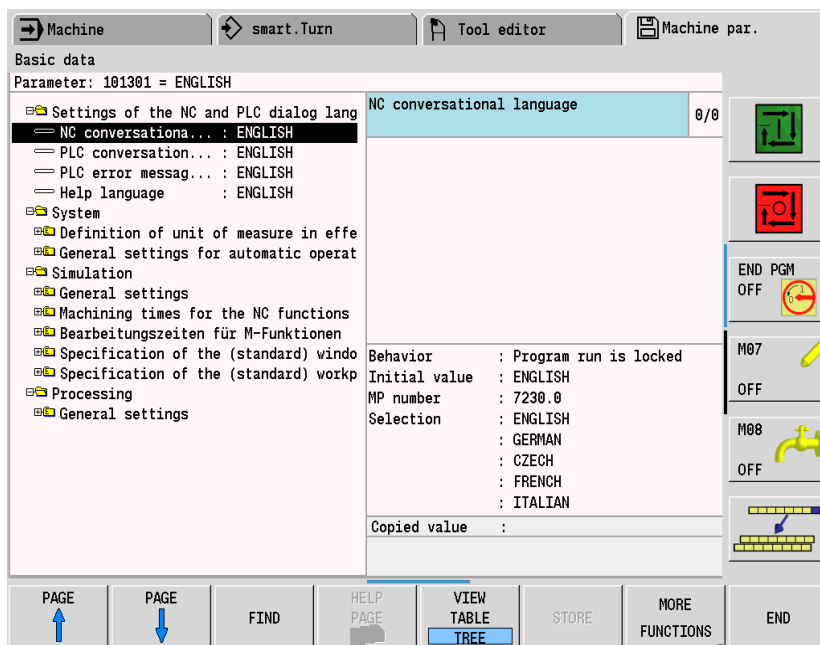 Machine
smart.Turn
Tool editor
Machine par.
Basic data
Parameter: 101301 = ENGLISH
Settings of the NC and PLC dialog lang
NC conversationa... : ENGLISH
PLC conversation... : ENGLISH
PLC error messag... : ENGLISH
Help language : ENGLISH
System
Definition of unit of measure in effe
General settings for automatic operat
Simulation
General settings
Machining times for the NC functions
Bearbeitungszeiten für M-Funktionen
Specification of the (standard) windo
Specification of the (standard) workp
Processing
General settings
NC conversational language
0/0
Behavior : Program run is locked
Initial value : ENGLISH
MP number : 7230.0
Selection : ENGLISH
: GERMAN
: CZECH
: FRENCH
: ITALIAN
Copied value :
END PGM
OFF
M07
OFF
M08
OFF
PAGE
PAGE
FIND
HELP
PAGE
VIEW
TABLE
TREE
STORE
MORE
FUNCTIONS
END